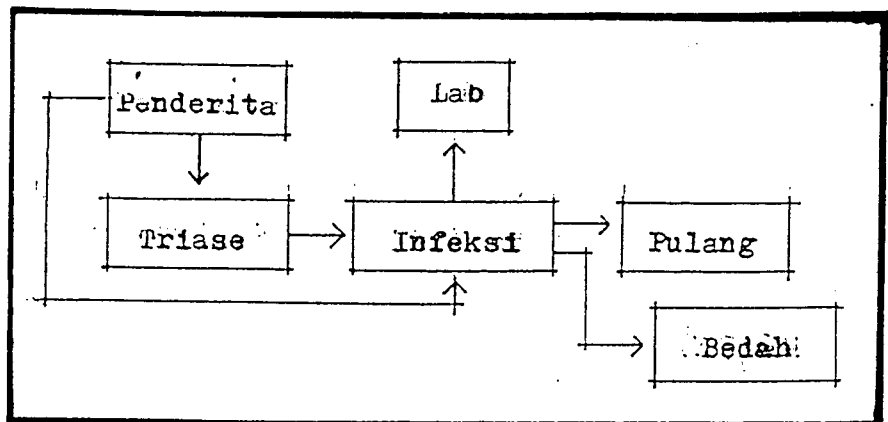 Penderita
Lab
Triase
Infeksi
Pulang
Bedah